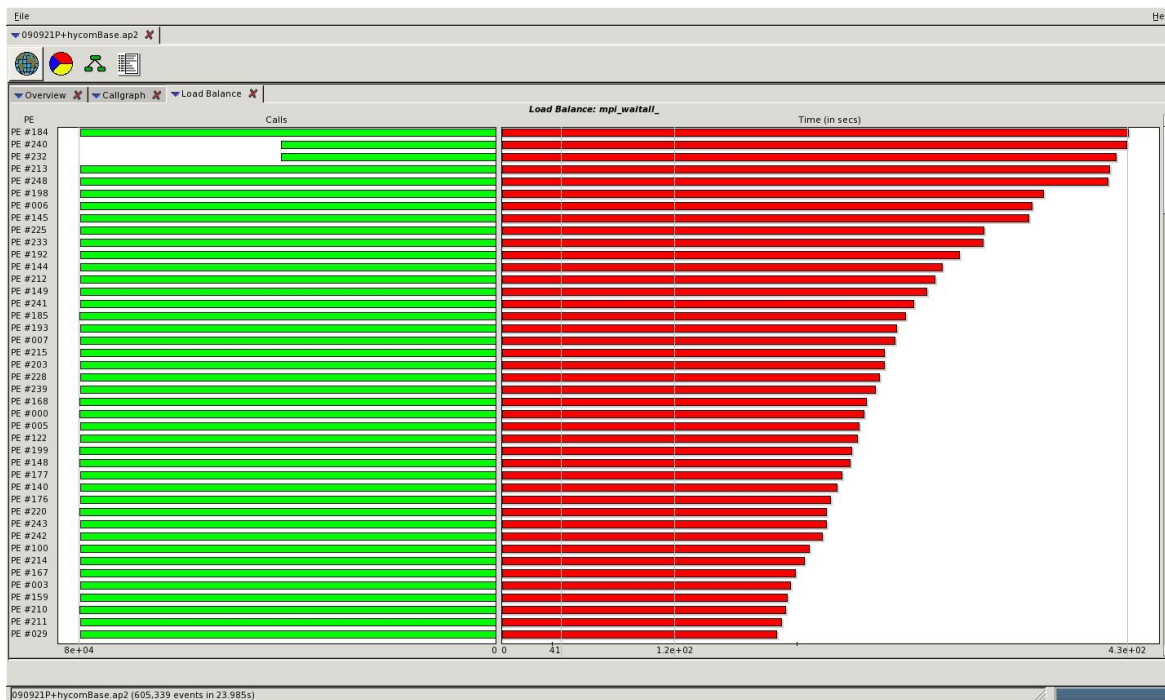 File
He
090921P+hycomBase.ap2
Overview Callgraph Load Balance
Load Balance: mpi_waitall_
PE Calls Time (in secs)
PE #184
PE #240
PE #232
PE #213
PE #248
PE #198
PE #006
PE #145
PE #225
PE #233
PE #192
PE #144
PE #212
PE #149
PE #241
PE #185
PE #193
PE #007
PE #215
PE #203
PE #228
PE #239
PE #168
PE #000
PE #005
PE #122
PE #199
PE #148
PE #177
PE #140
PE #176
PE #220
PE #243
PE #242
PE #100
PE #214
PE #167
PE #003
PE #159
PE #210
PE #211
PE #029
8e+04 0 0 41 1.2e+02 4.3e+02
090921P+hycomBase.ap2 (605,339 events in 23.985s)